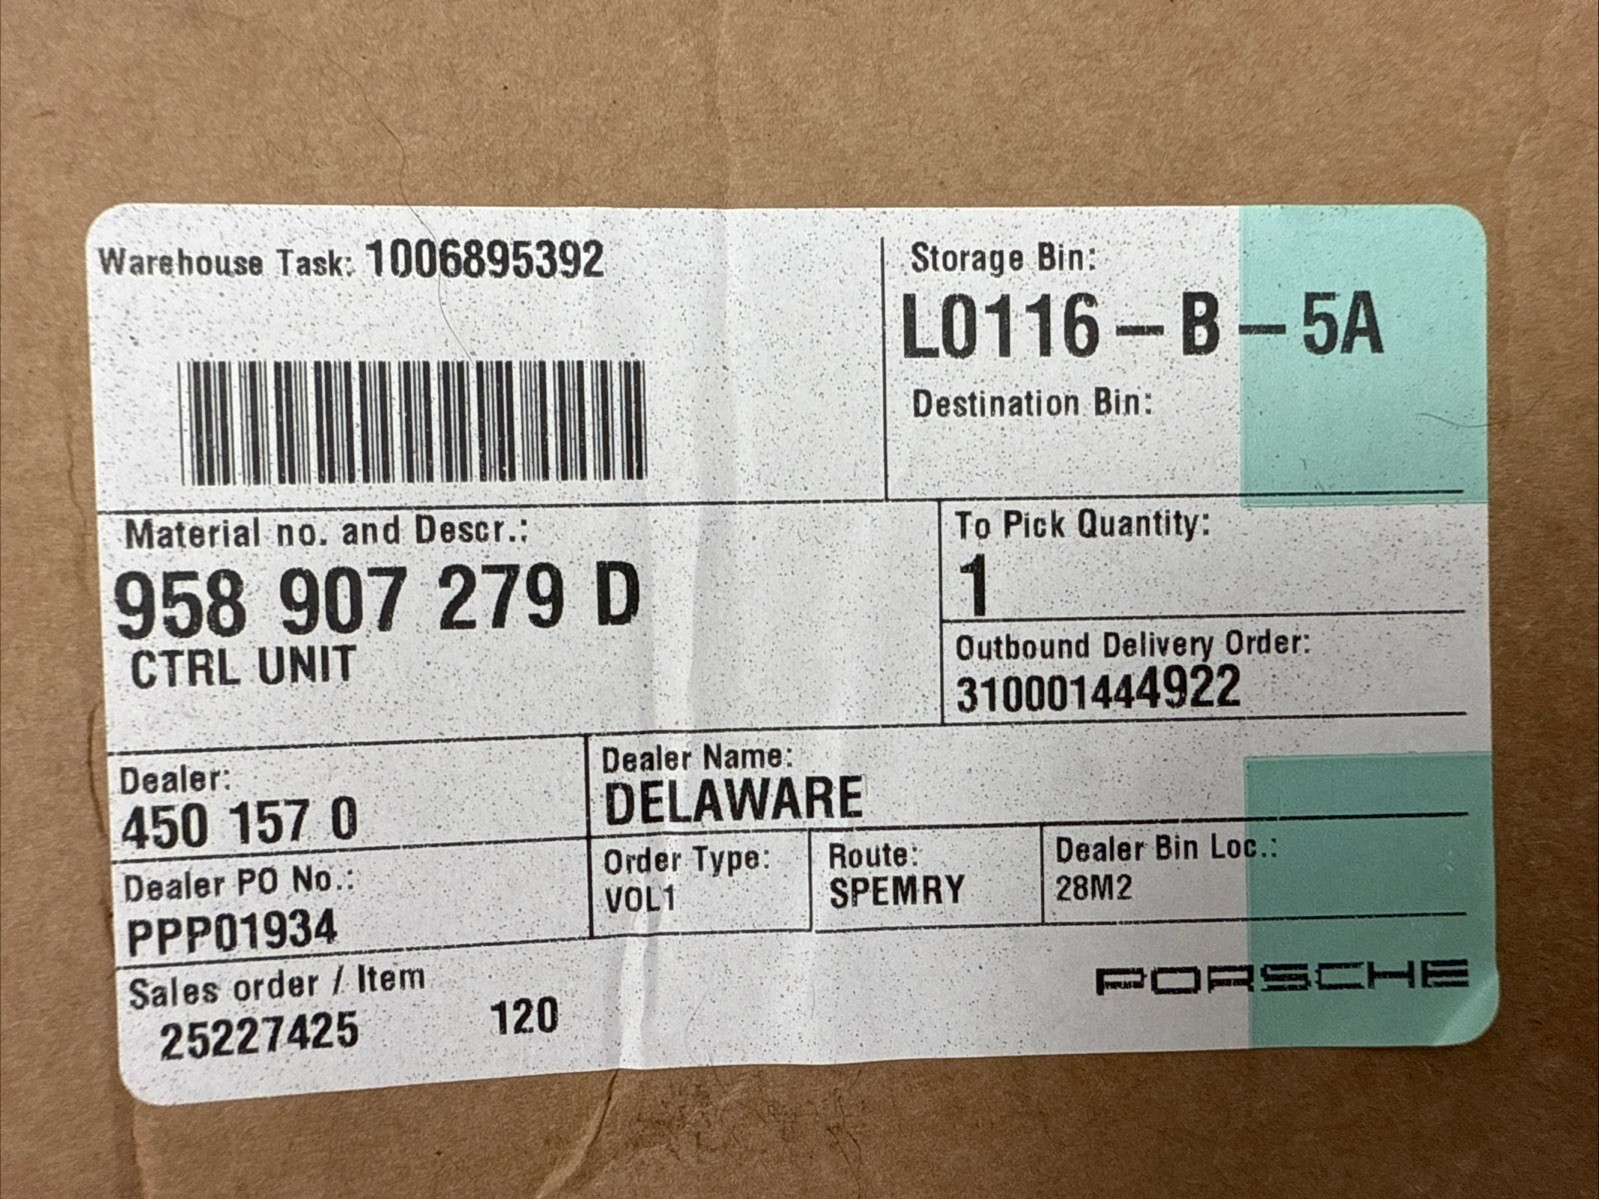 Warehouse Task: 1006895392
Storage Bin:
L0116 – B – 5A
Destination Bin:
Material no. and Descr.:
958 907 279 D
CTRL UNIT
To Pick Quantity:
1
Outbound Delivery Order:
310001444922
Dealer:
450 157 0
Dealer Name:
DELAWARE
Dealer PO No.:
PPP01934
Order Type:
VOL1
Route:
SPEMRY
Dealer Bin Loc.:
28M2
Sales order / Item
25227425 120
PORSCHE